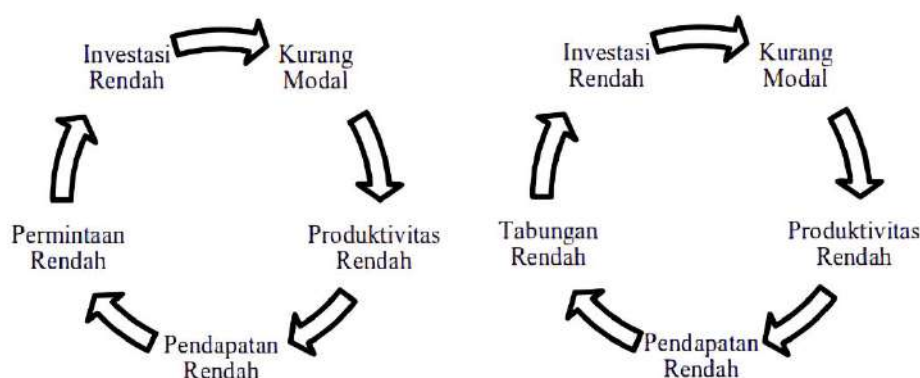 Investasi
Rendah
Kurang
Modal
Produktivitas
Rendah
Pendapatan
Rendah
Permintaan
Rendah
Investasi
Rendah
Kurang
Modal
Produktivitas
Rendah
Pendapatan
Rendah
Tabungan
Rendah